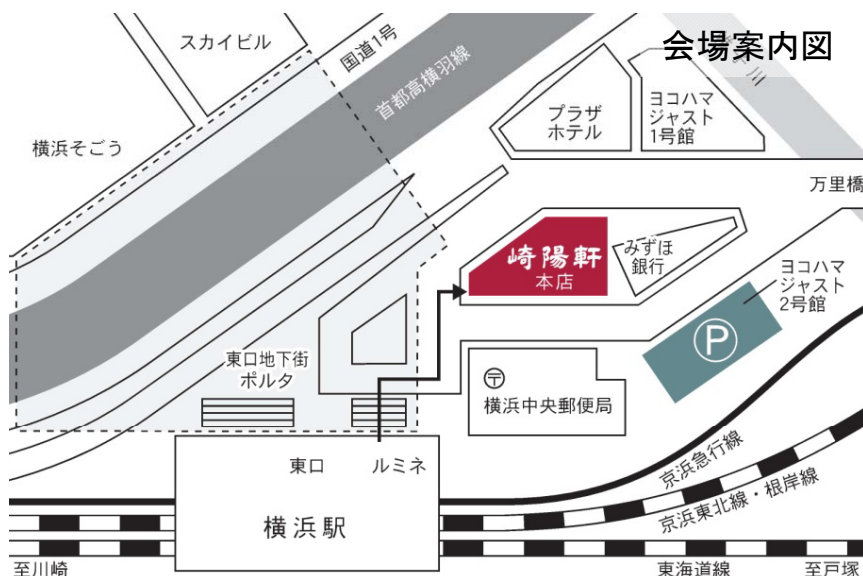 会場案内図
スカイビル
国道1号
首都高横羽線
横浜そごう
プラザ
ホテル
ヨコハマ
ジャスト
1号館
川
万里橋
崎陽軒
本店
みずほ
銀行
ヨコハマ
ジャスト
2号館
P
東口地下街
ポルタ
〒
横浜中央郵便局
東口
ルミネ
横浜駅
京浜急行線
京浜東北線・根岸線
至川崎
東海道線
至戸塚